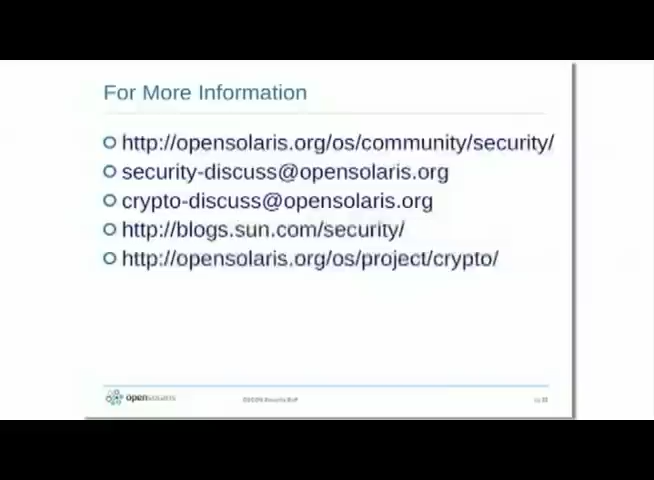 For More Information
http://opensolaris.org/os/community/security/
security-discuss@opensolaris.org
crypto-discuss@opensolaris.org
http://blogs.sun.com/security/
http://opensolaris.org/os/project/crypto/
opensolaris